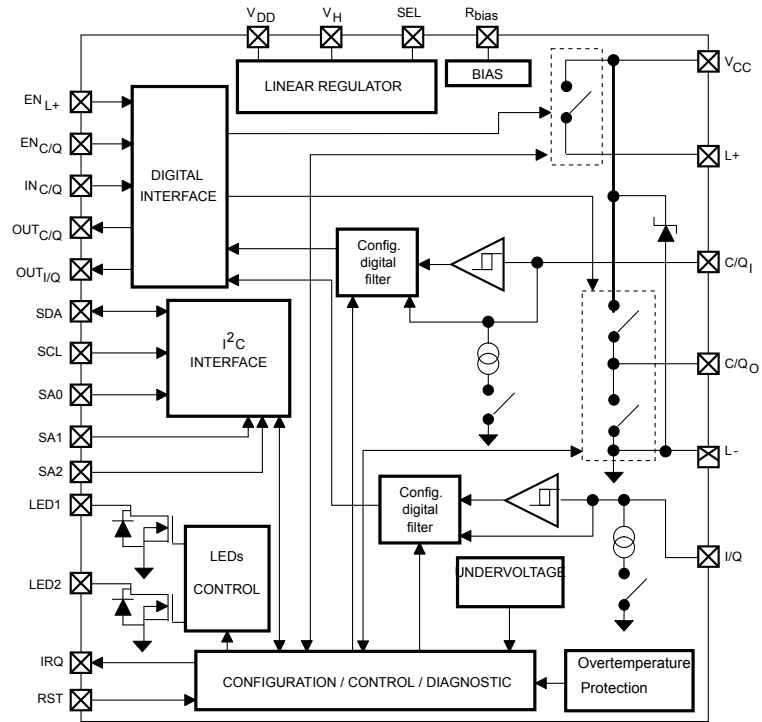 VDD
VH
SEL
Rbias
LINEAR REGULATOR
BIAS
VCC
ENL+
ENC/Q
INC/Q
OUTC/Q
OUTI/Q
DIGITAL
INTERFACE
L+
Config.
digital
filter
C/QI
SDA
SCL
SA0
SA1
SA2
I2C
INTERFACE
C/QO
L-
LED1
LED2
LEDs
CONTROL
Config.
digital
filter
UNDERVOLTAGE
I/Q
IRQ
RST
CONFIGURATION / CONTROL / DIAGNOSTIC
Overtemperature
Protection